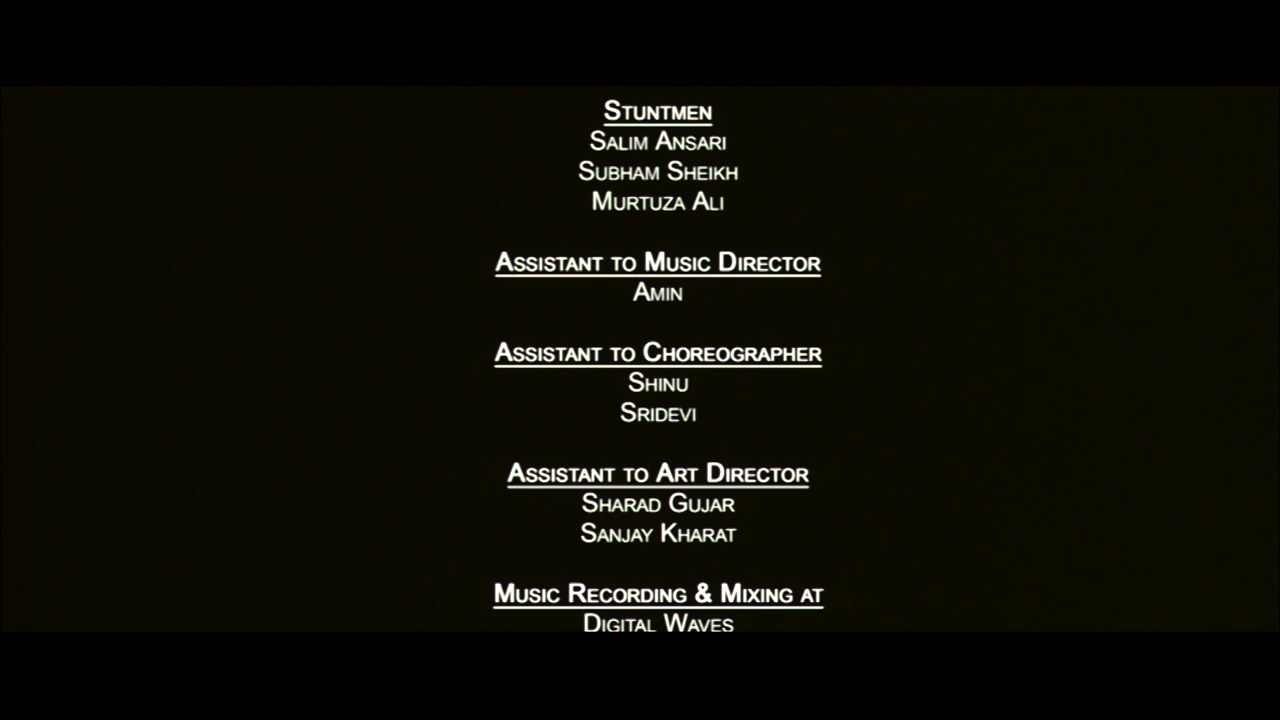 STUNTMEN
SALIM ANSARI
SUBHAM SHEIKH
MURTUZA ALI
ASSISTANT TO MUSIC DIRECTOR
AMIN
ASSISTANT TO CHOREOGRAPHER
SHINU
SRIDEVI
ASSISTANT TO ART DIRECTOR
SHARAD GUJAR
SANJAY KHARAT
MUSIC RECORDING & MIXING AT
DIGITAL WAVES